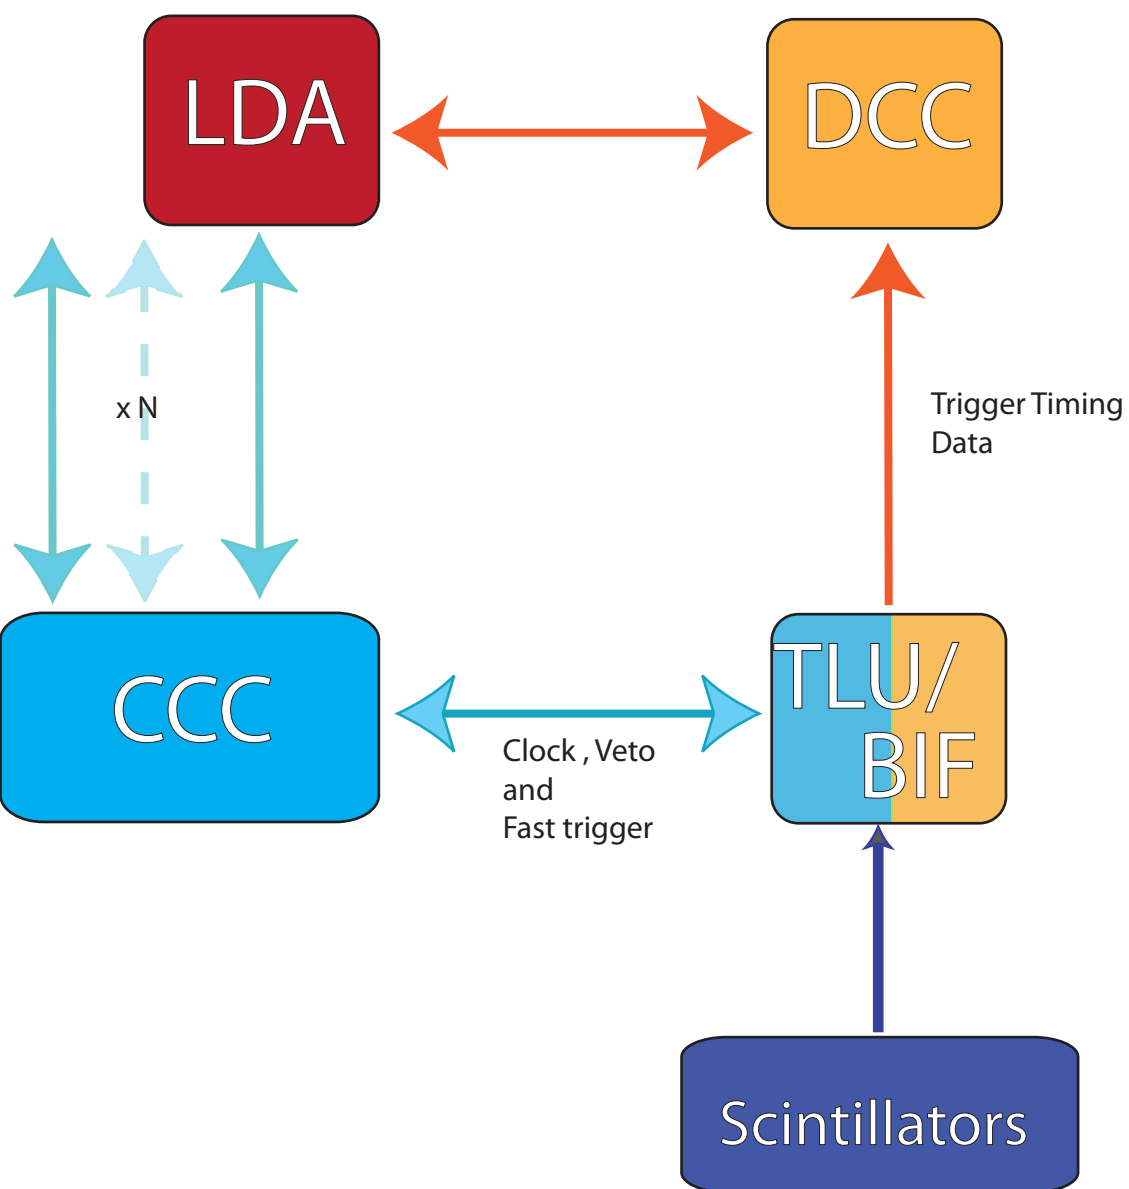 LDA
DCC
x N
Trigger Timing
Data
CCC
TLU/
BIF
Clock , Veto
and
Fast trigger
Scintillators